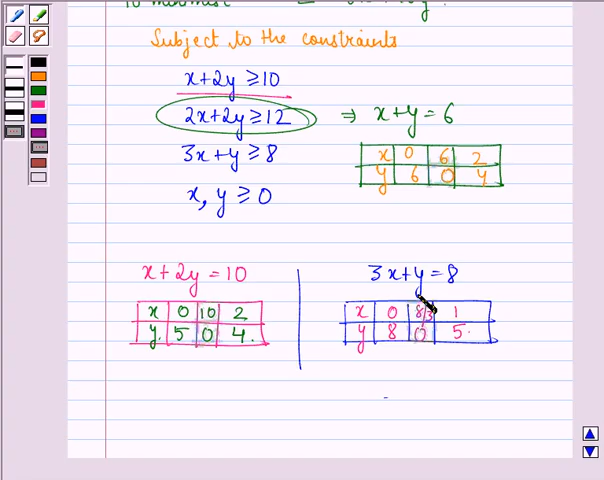 Subject to the constraints
x+2y ≥ 10
2x+2y ≥ 12 ⇒ x+y = 6
3x+y ≥ 8
x 0 6 2
y 6 0 4
x, y ≥ 0
x+2y = 10
x 0 10 2
y. 5 0 4.
3x+y = 8
x 0 8/3 1
y 8 0 5.